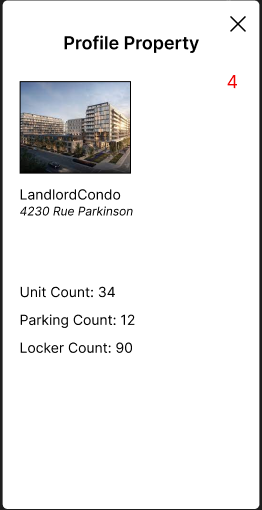 Profile Property
4
LandlordCondo
4230 Rue Parkinson
Unit Count: 34
Parking Count: 12
Locker Count: 90